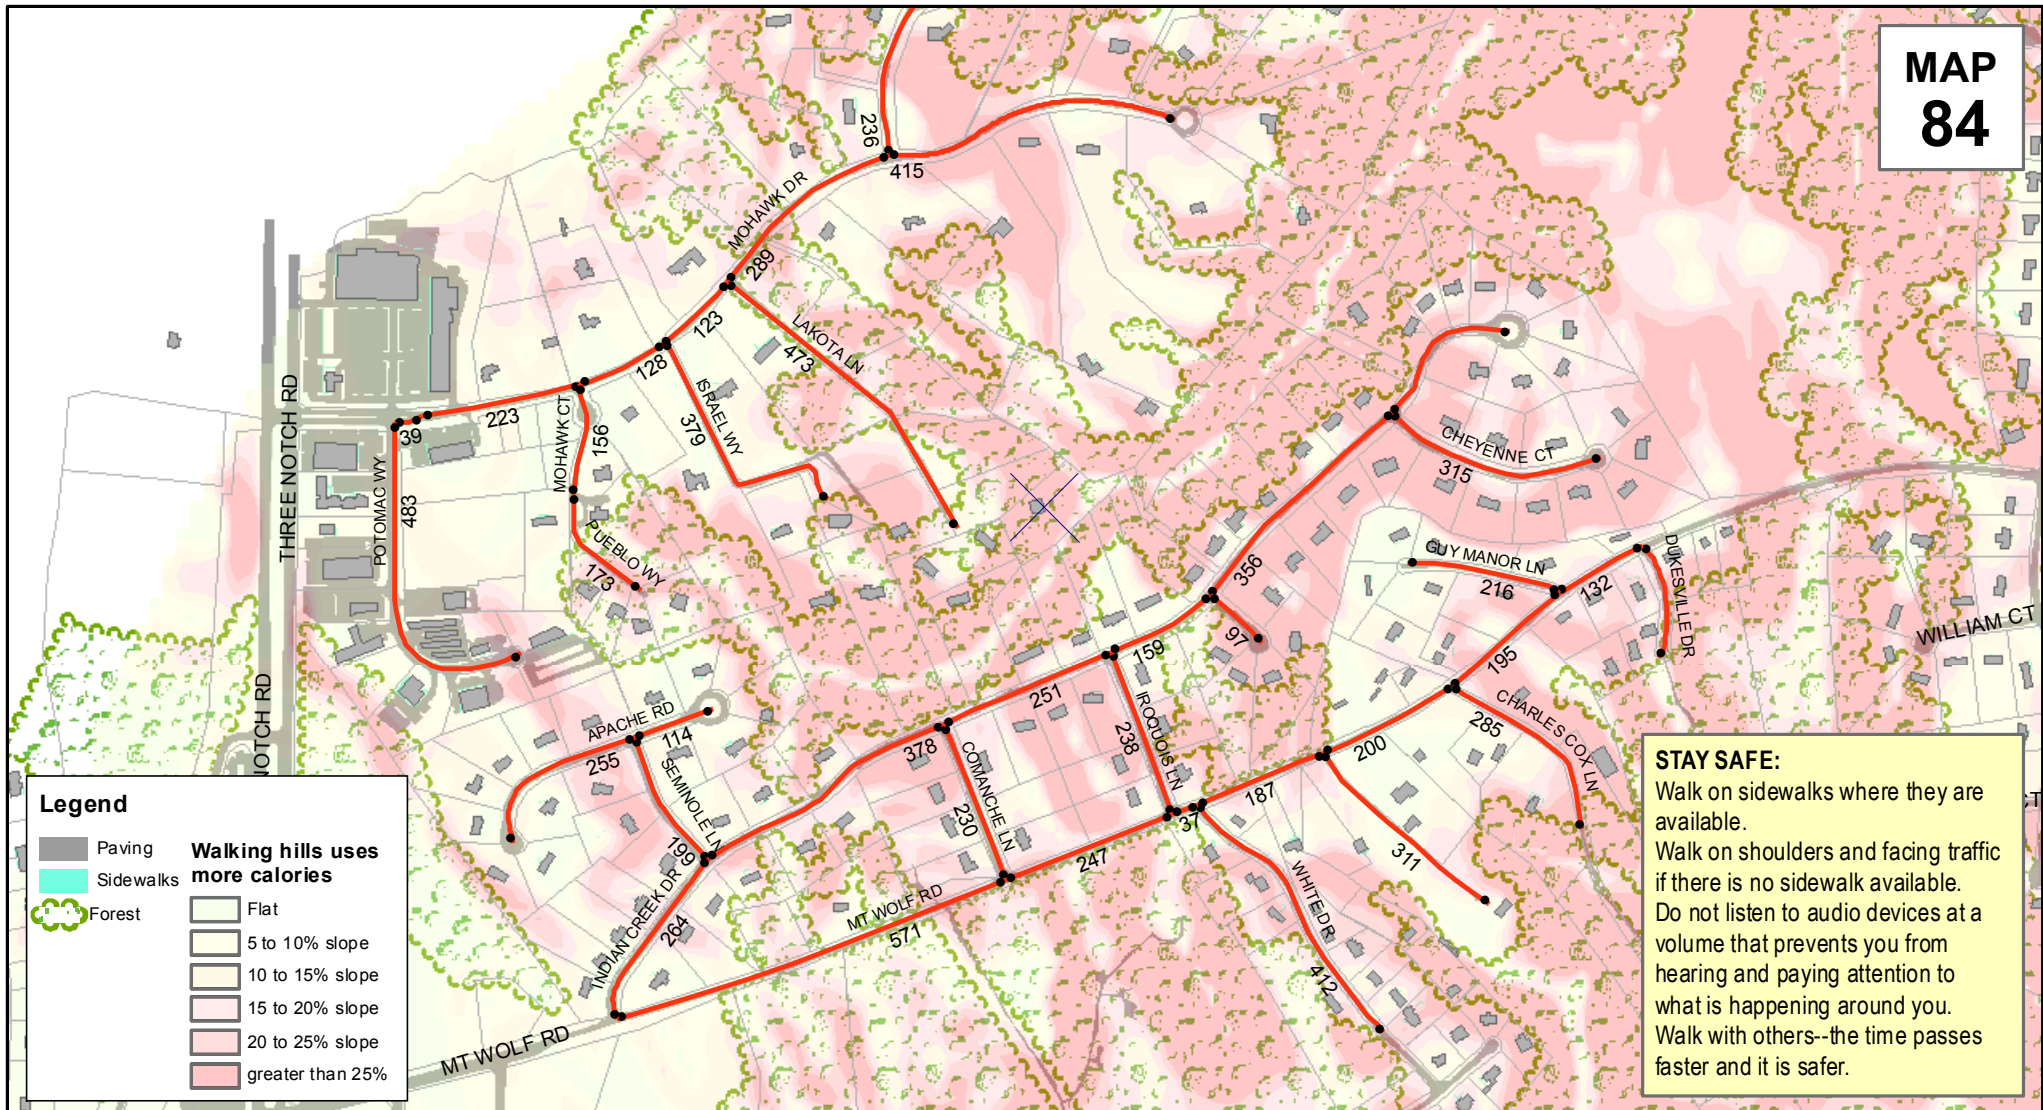 MAP
84
236
415
MOHAWK DR
289
123
LAKOTA LN
473
128
ISRAEL WY
379
223
39
MOHAWK CT
156
THREE NOTCH RD
POTOMAC WY
483
PUEBLO WY
173
CHEYENNE CT
315
356
97
GUY MANOR LN
216
132
DUKESVILLE DR
WILLIAM CT
195
159
251
IROQUOIS LN
238
CHARLES COX LN
285
200
311
187
37
APACHE RD
114
255
SEMINOLE LN
199
378
COMANCHE LN
230
247
MT WOLF RD
571
INDIAN CREEK DR
264
WHITE DR
412
NOTCH RD
MT WOLF RD
CT
Legend
Paving
Sidewalks
Forest
Walking hills uses
more calories
Flat
5 to 10% slope
10 to 15% slope
15 to 20% slope
20 to 25% slope
greater than 25%
STAY SAFE:
Walk on sidewalks where they are
available.
Walk on shoulders and facing traffic
if there is no sidewalk available.
Do not listen to audio devices at a
volume that prevents you from
hearing and paying attention to
what is happening around you.
Walk with others--the time passes
faster and it is safer.